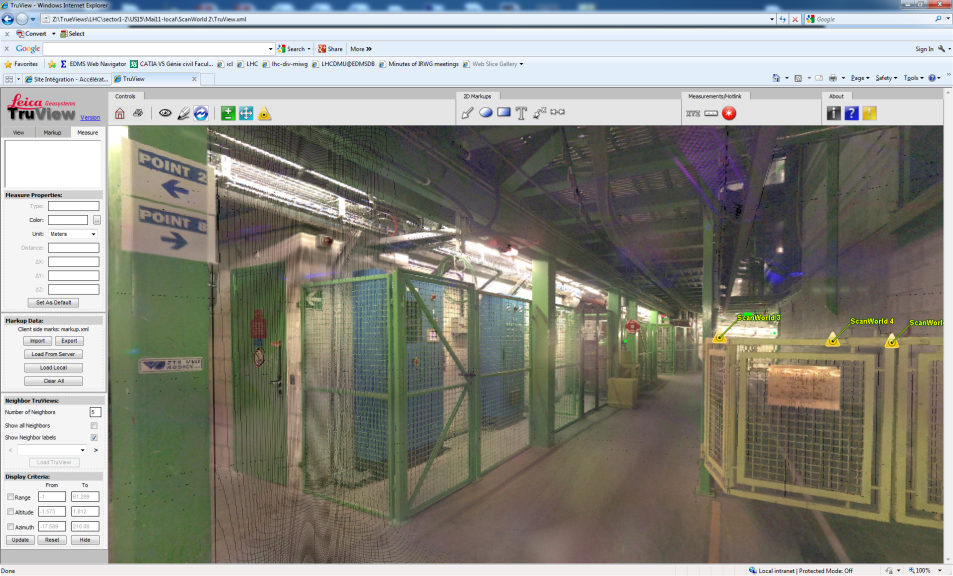 TruView - Windows Internet Explorer
Z:\TrueViews\LHC\sector1-2\US15\Mai11-local\ScanWorld 2\TruView.xml
Google
x Convert Select
x Google Search Share More » Sign In
Favorites EDMS Web Navigator CATIA V5 Génie civil Facul... icl LHC lhc-div-miwg LHCDMU@EDMSDB Minutes of IRWG meetings Web Slice Gallery
Site Intégration - Accélérat... TruView x Page Safety Tools
Leica Geosystems
TruView Version
Controls 2D Markups Measurements/Hotlink About
XYZ
View Markup Measure
Measure Properties:
Type:
Color:
Unit: Meters
Distance:
ΔX:
ΔY:
ΔZ:
Set As Default
Markup Data:
Client side marks: markup.xml
Import Export
Load From Server
Load Local
Clear All
Neighbor TruViews:
Number of Neighbors 5
Show all Neighbors
Show Neighbor labels
< >
Load TruView
Display Criteria:
From To
Range .1 61.289
Altitude -1.573 1.812
Azimuth -17.588 210.88
Update Reset Hide
POINT 2
POINT 8
ScanWorld 3
ScanWorld 4
ScanWorl
Done
Local intranet | Protected Mode: Off 100%